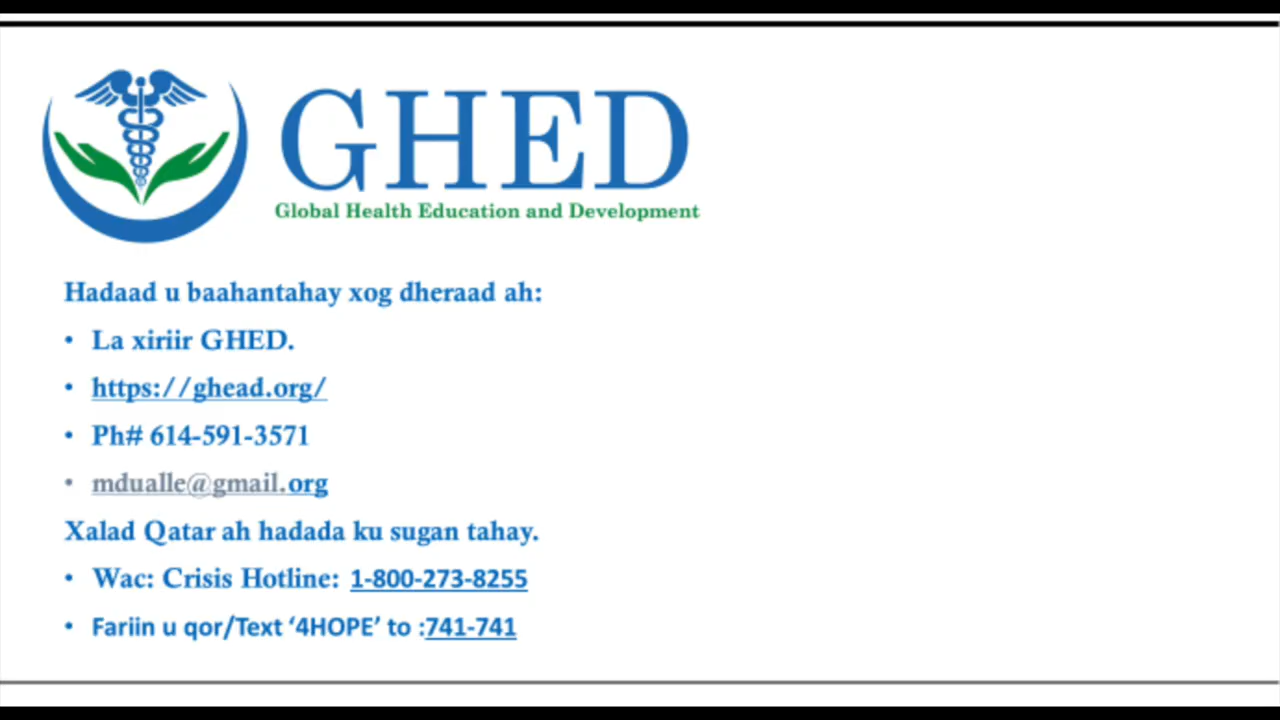 GHED
Global Health Education and Development
Hadaad u baahantahay xog dheraad ah:
• La xiriir GHED.
• https://ghead.org/
• Ph# 614-591-3571
• mdualle@gmail.org
Xalad Qatar ah hadada ku sugan tahay.
• Wac: Crisis Hotline: 1-800-273-8255
• Fariin u qor/Text ‘4HOPE’ to :741-741